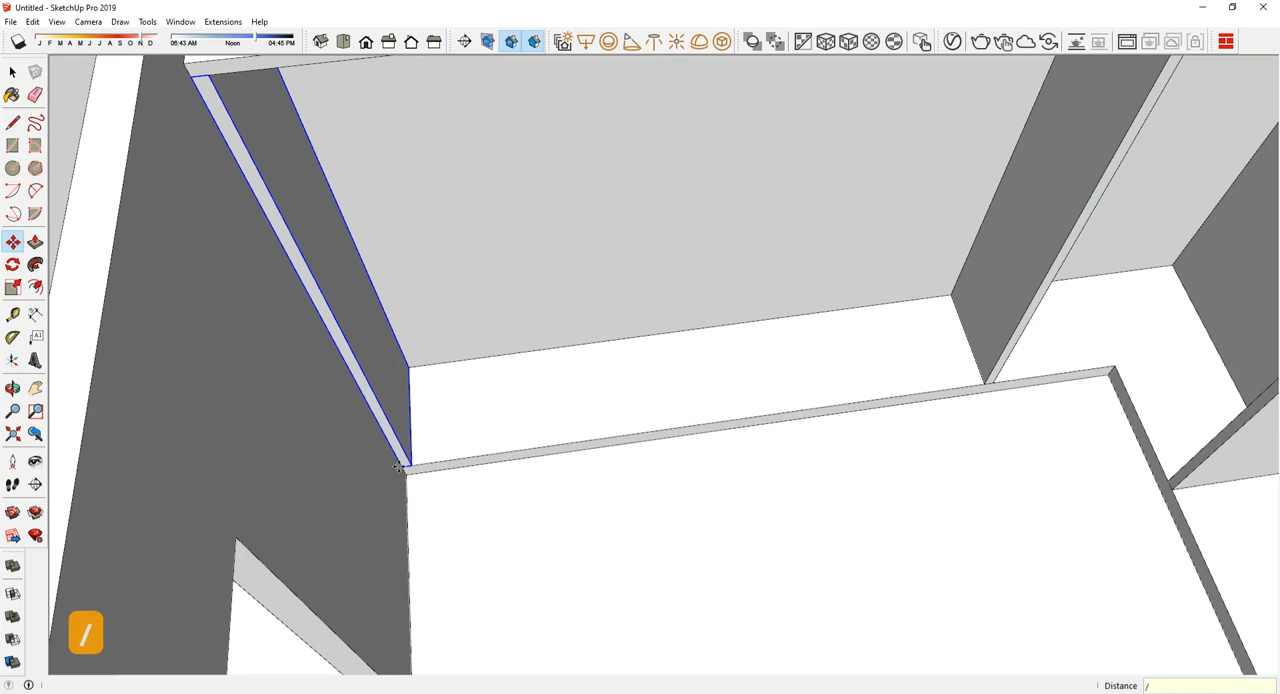 Untitled - SketchUp Pro 2019
File Edit View Camera Draw Tools Window Extensions Help
J F M A M J J A S O N D 06:43 AM Noon 04:45 PM
/
Distance /